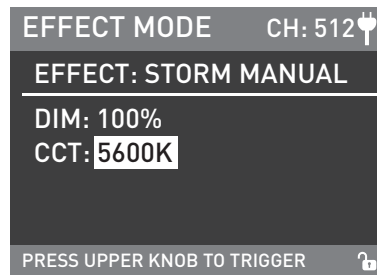 EFFECT MODE CH: 512
EFFECT: STORM MANUAL
DIM: 100%
CCT: 5600K
PRESS UPPER KNOB TO TRIGGER